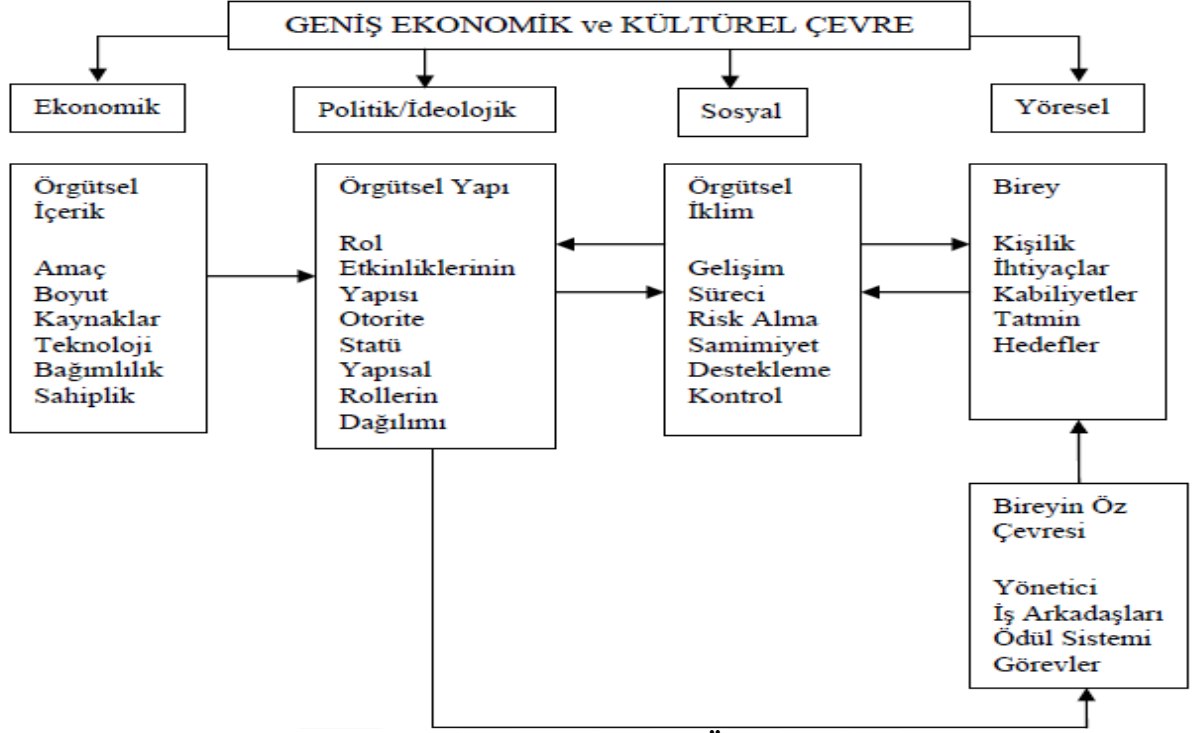 GENİŞ EKONOMİK ve KÜLTÜREL ÇEVRE
Ekonomik
Politik/İdeolojik
Sosyal
Yöresel
Örgütsel
İçerik
Amaç
Boyut
Kaynaklar
Teknoloji
Bağımlılık
Sahiplik
Örgütsel Yapı
Rol
Etkinliklerinin
Yapısı
Otorite
Statü
Yapısal
Rollerin
Dağılımı
Örgütsel
İklim
Gelişim
Süreci
Risk Alma
Samimiyet
Destekleme
Kontrol
Birey
Kişilik
İhtiyaçlar
Kabiliyetler
Tatmin
Hedefler
Bireyin Öz
Çevresi
Yönetici
İş Arkadaşları
Ödül Sistemi
Görevler